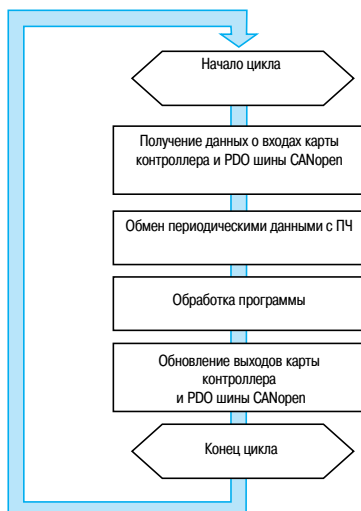 Начало цикла
Получение данных о входах карты
контроллера и PDO шины CANopen
Обмен периодическими данными с ПЧ
Обработка программы
Обновление выходов карты
контроллера
и PDO шины CANopen
Конец цикла